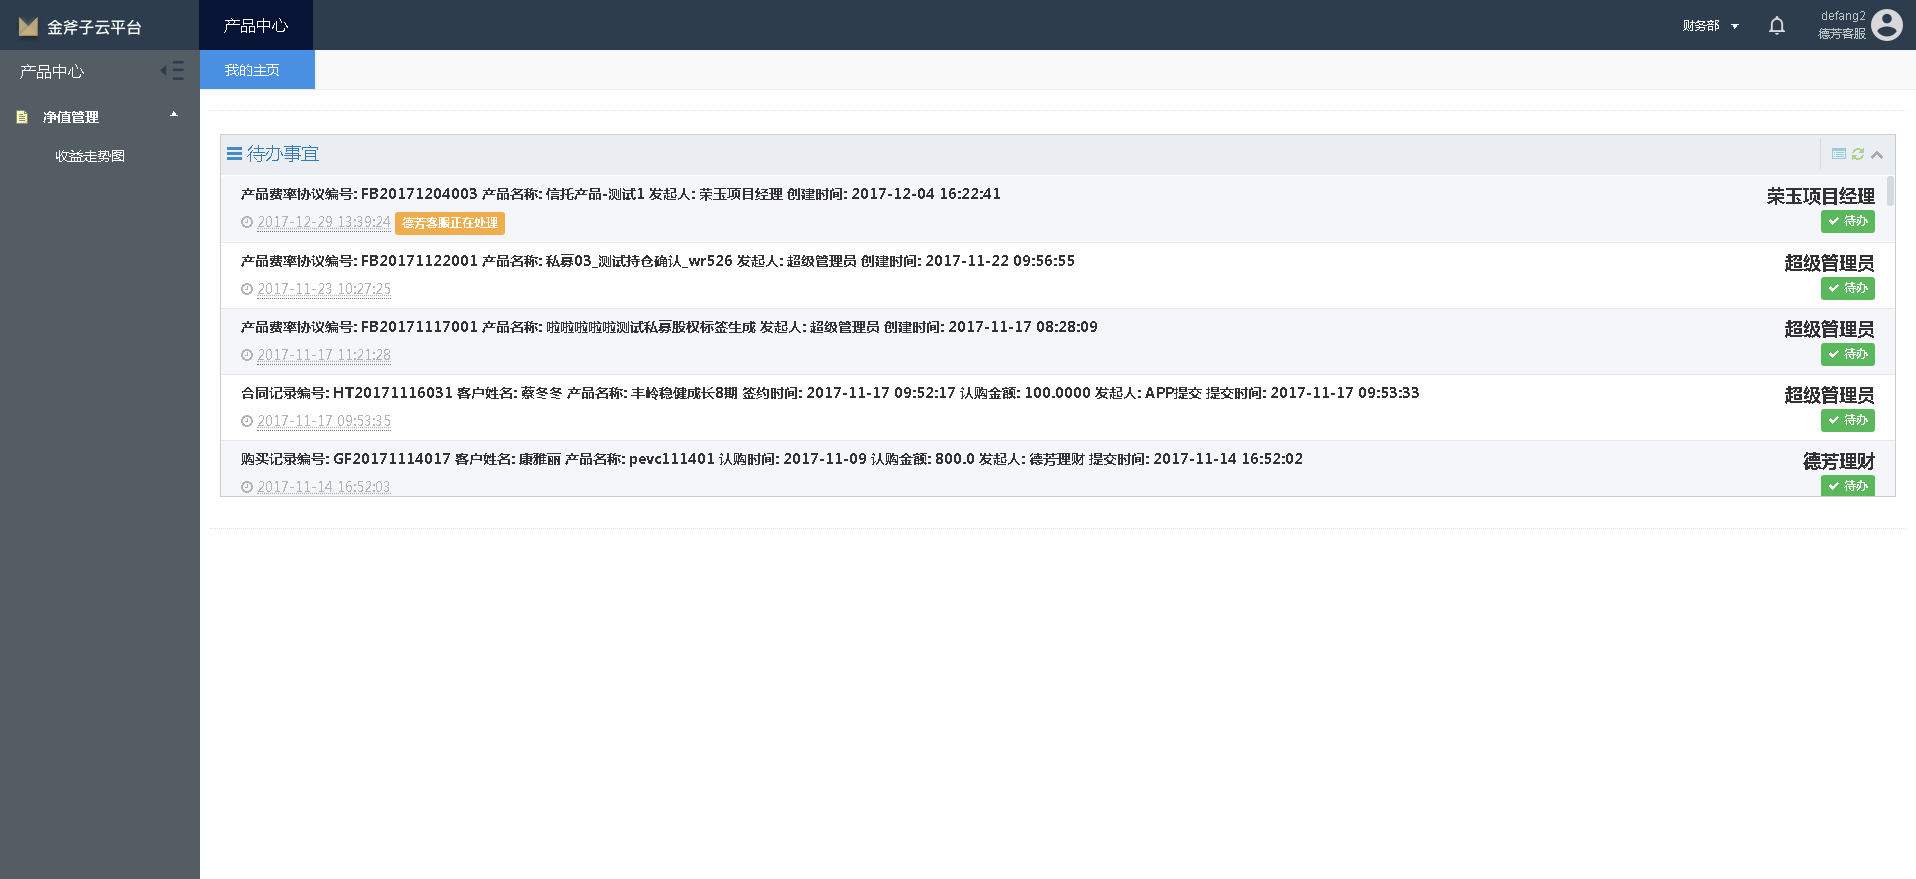 金斧子云平台
产品中心
财务部
defang2
德芳客服
产品中心
我的主页
净值管理
收益走势图
待办事宜
产品费率协议编号: FB20171204003 产品名称: 信托产品-测试1 发起人: 荣玉项目经理 创建时间: 2017-12-04 16:22:41
荣玉项目经理
2017-12-29 13:39:24 德芳客服正在处理
待办
产品费率协议编号: FB20171122001 产品名称: 私募03_测试持仓确认_wr526 发起人: 超级管理员 创建时间: 2017-11-22 09:56:55
超级管理员
2017-11-23 10:27:25
待办
产品费率协议编号: FB20171117001 产品名称: 啦啦啦啦啦测试私募股权标签生成 发起人: 超级管理员 创建时间: 2017-11-17 08:28:09
超级管理员
2017-11-17 11:21:28
待办
合同记录编号: HT20171116031 客户姓名: 蔡冬冬 产品名称: 丰岭稳健成长8期 签约时间: 2017-11-17 09:52:17 认购金额: 100.0000 发起人: APP提交 提交时间: 2017-11-17 09:53:33
超级管理员
2017-11-17 09:53:35
待办
购买记录编号: GF20171114017 客户姓名: 康雅丽 产品名称: pevc111401 认购时间: 2017-11-09 认购金额: 800.0 发起人: 德芳理财 提交时间: 2017-11-14 16:52:02
德芳理财
2017-11-14 16:52:03
待办